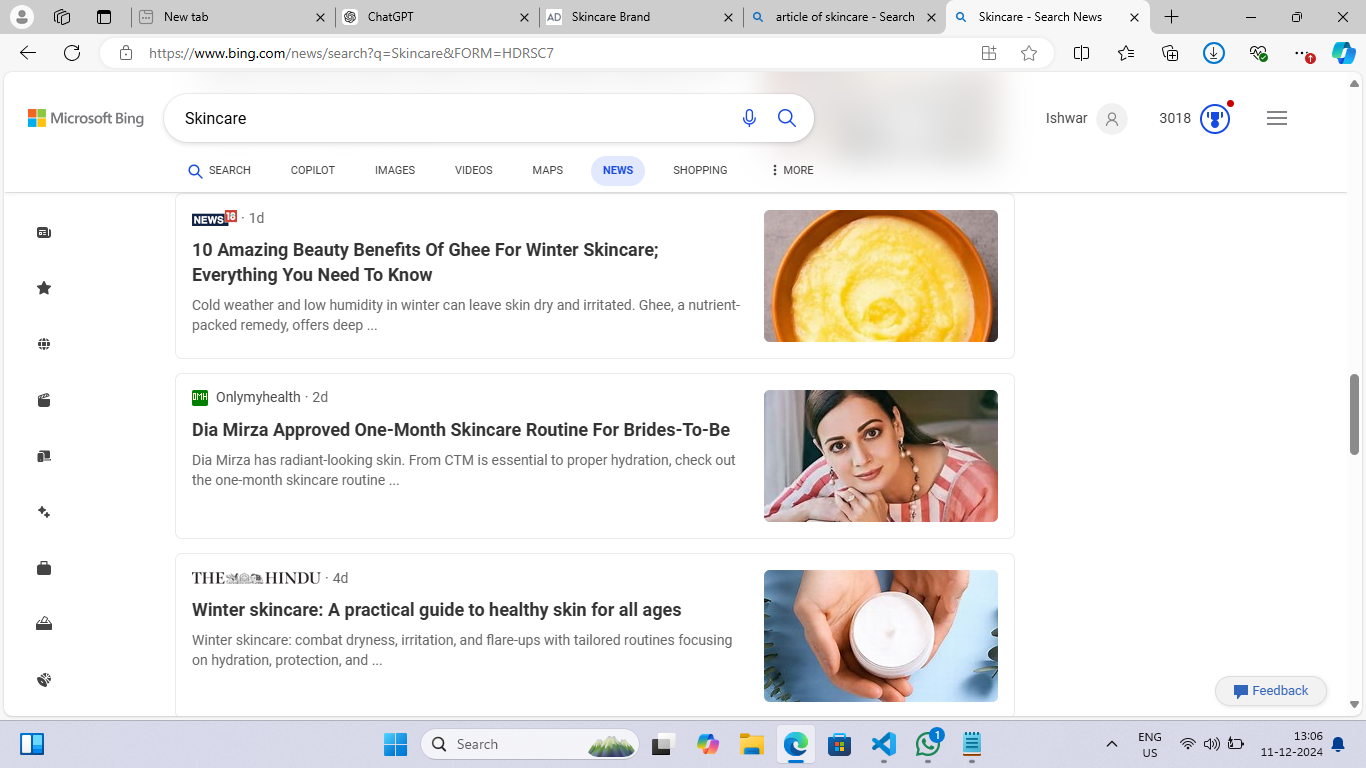 New tab
ChatGPT
AD Skincare Brand
article of skincare - Search
Skincare - Search News
https://www.bing.com/news/search?q=Skincare&FORM=HDRSC7
Microsoft Bing
Skincare
Ishwar
3018
SEARCH
COPILOT
IMAGES
VIDEOS
MAPS
NEWS
SHOPPING
MORE
NEWS 18 · 1d
10 Amazing Beauty Benefits Of Ghee For Winter Skincare;
Everything You Need To Know
Cold weather and low humidity in winter can leave skin dry and irritated. Ghee, a nutrient-
packed remedy, offers deep ...
OMH Onlymyhealth · 2d
Dia Mirza Approved One-Month Skincare Routine For Brides-To-Be
Dia Mirza has radiant-looking skin. From CTM is essential to proper hydration, check out
the one-month skincare routine ...
THE HINDU · 4d
Winter skincare: A practical guide to healthy skin for all ages
Winter skincare: combat dryness, irritation, and flare-ups with tailored routines focusing
on hydration, protection, and ...
Feedback
Search
1
ENG
US
13:06
11-12-2024